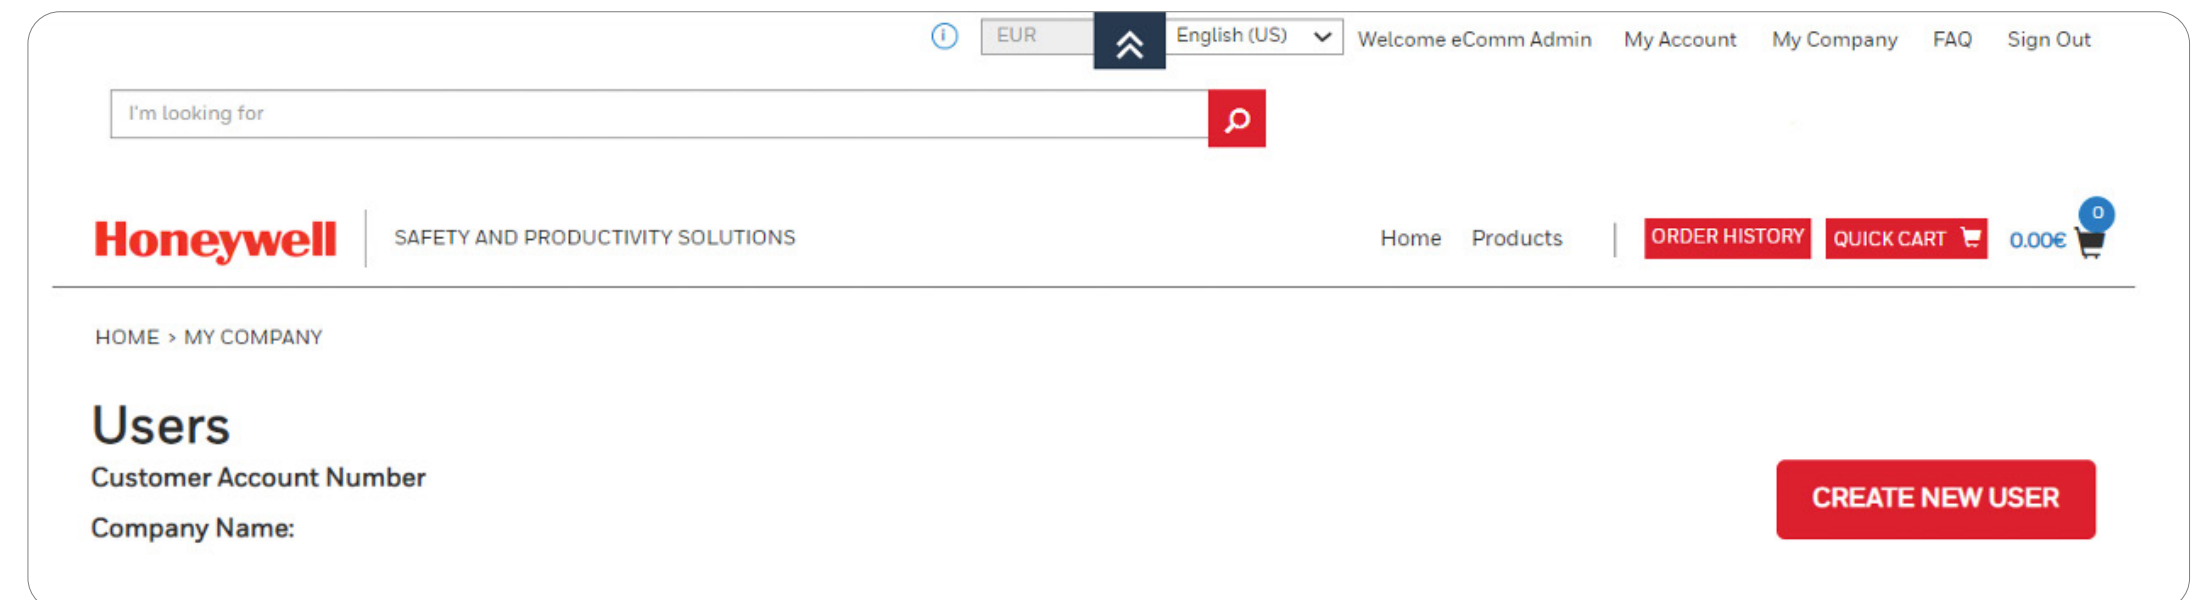 EUR English (US) Welcome eComm Admin My Account My Company FAQ Sign Out
I'm looking for
Honeywell SAFETY AND PRODUCTIVITY SOLUTIONS Home Products ORDER HISTORY QUICK CART 0.00€ 0
HOME > MY COMPANY
Users
Customer Account Number
CREATE NEW USER
Company Name: